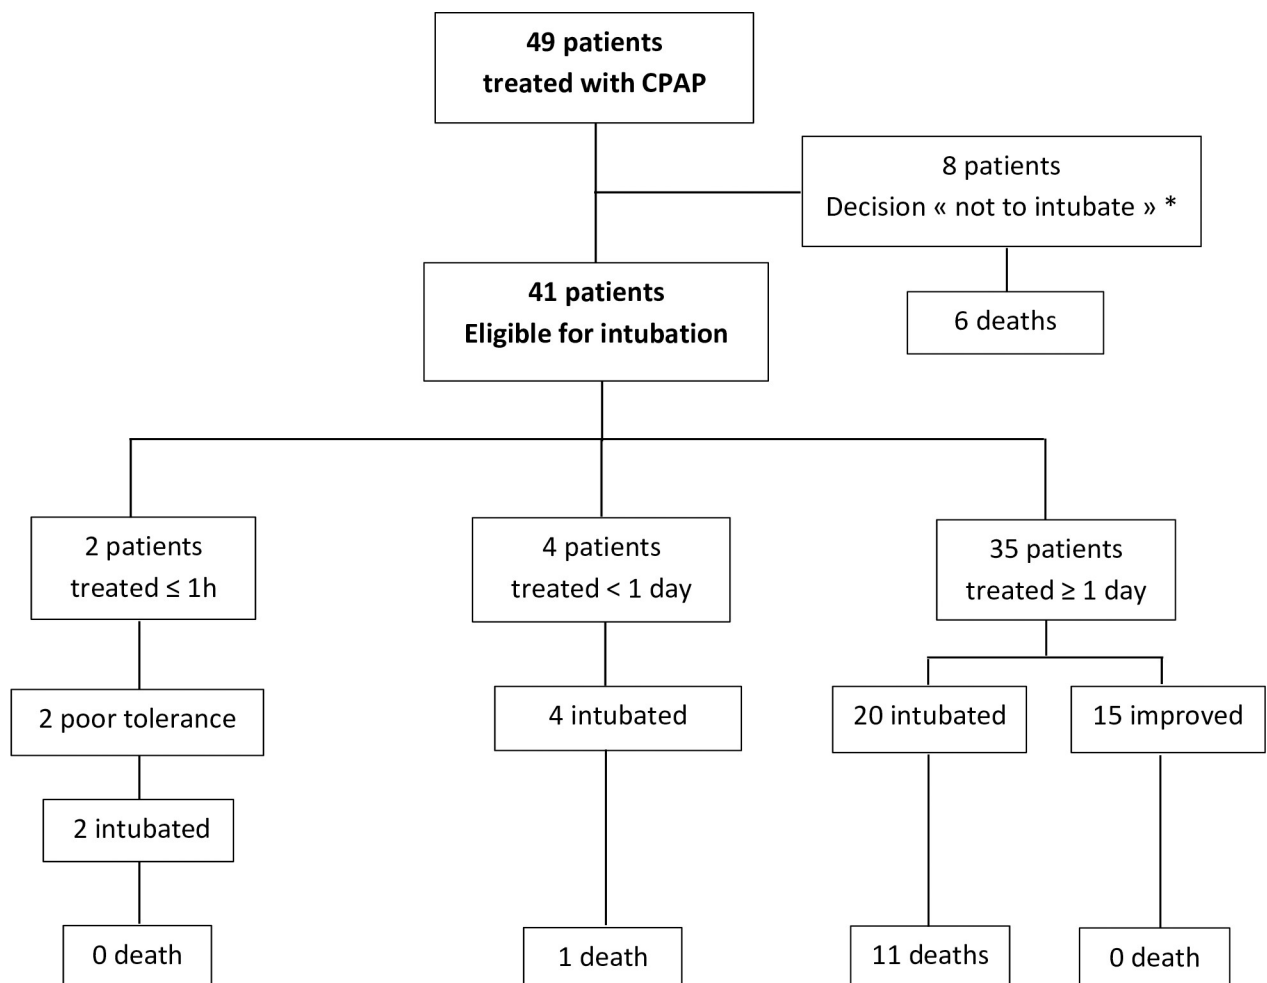 49 patients
treated with CPAP
8 patients
Decision « not to intubate » *
41 patients
Eligible for intubation
6 deaths
2 patients
treated ≤ 1h
4 patients
treated < 1 day
35 patients
treated ≥ 1 day
2 poor tolerance
4 intubated
20 intubated
15 improved
2 intubated
0 death
1 death
11 deaths
0 death